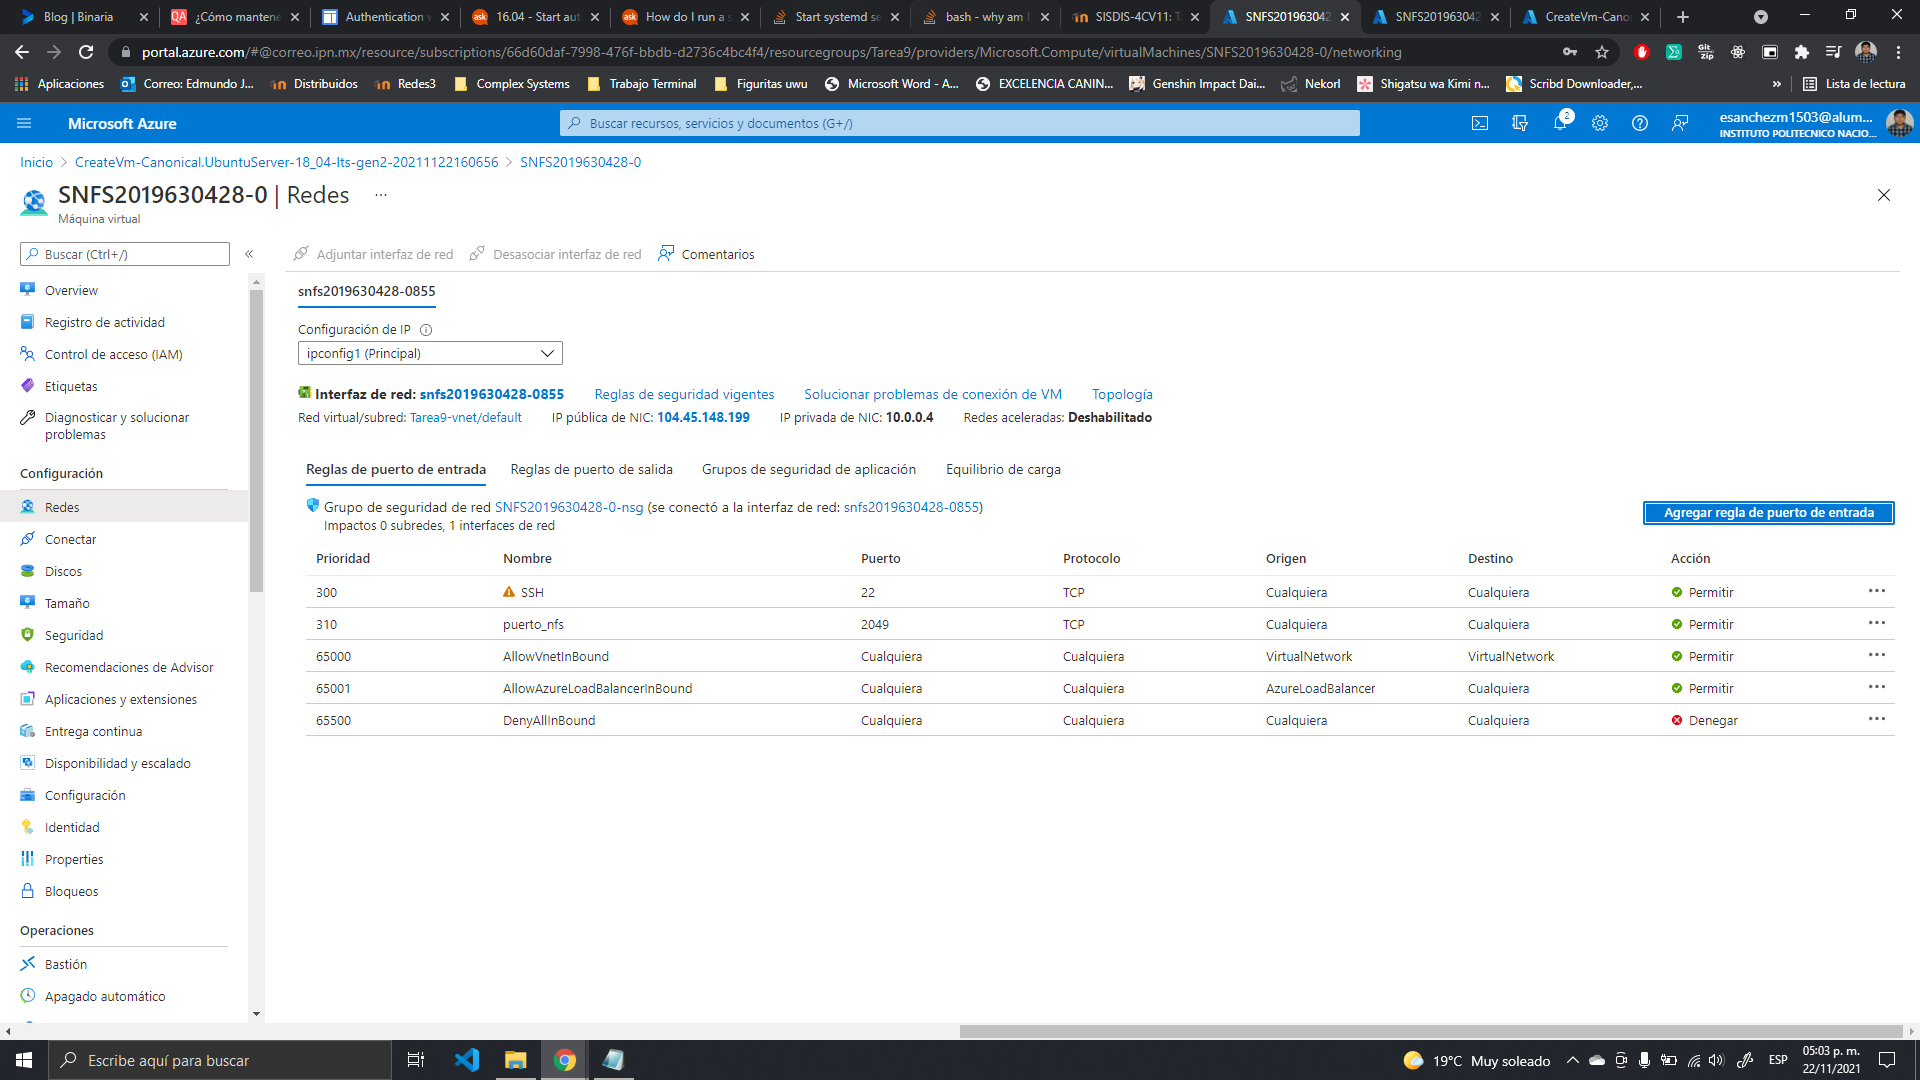 Blog | Binaria
¿Cómo mantene
Authentication v
16.04 - Start aut
How do I run a s
Start systemd se
bash - why am I
SISDIS-4CV11: Ta
SNFS201963042
SNFS201963042
CreateVm-Cano
portal.azure.com/#@correo.ipn.mx/resource/subscriptions/66d60daf-7998-476f-bbdb-d2736c4bc4f4/resourcegroups/Tarea9/providers/Microsoft.Compute/virtualMachines/SNFS2019630428-0/networking
Aplicaciones
Correo: Edmundo J...
Distribuidos
Redes3
Complex Systems
Trabajo Terminal
Figuritas uwu
Microsoft Word - A...
EXCELENCIA CANIN...
Genshin Impact Dai...
Nekorl
Shigatsu wa Kimi n...
Scribd Downloader,...
»
Lista de lectura
Microsoft Azure
Buscar recursos, servicios y documentos (G+/)
2
esanchezm1503@alum...
INSTITUTO POLITECNICO NACIO...
Inicio > CreateVm-Canonical.UbuntuServer-18_04-lts-gen2-20211122160656 > SNFS2019630428-0
SNFS2019630428-0 | Redes ...
Máquina virtual
Buscar (Ctrl+/)
«
Adjuntar interfaz de red
Desasociar interfaz de red
Comentarios
Overview
Registro de actividad
Control de acceso (IAM)
Etiquetas
Diagnosticar y solucionar
problemas
Configuración
Redes
Conectar
Discos
Tamaño
Seguridad
Recomendaciones de Advisor
Aplicaciones y extensiones
Entrega continua
Disponibilidad y escalado
Configuración
Identidad
Properties
Bloqueos
Operaciones
Bastión
Apagado automático
snfs2019630428-0855
Configuración de IP
ipconfig1 (Principal)
Interfaz de red: snfs2019630428-0855
Reglas de seguridad vigentes
Solucionar problemas de conexión de VM
Topología
Red virtual/subred: Tarea9-vnet/default
IP pública de NIC: 104.45.148.199
IP privada de NIC: 10.0.0.4
Redes aceleradas: Deshabilitado
Reglas de puerto de entrada
Reglas de puerto de salida
Grupos de seguridad de aplicación
Equilibrio de carga
Grupo de seguridad de red SNFS2019630428-0-nsg (se conectó a la interfaz de red: snfs2019630428-0855)
Impactos 0 subredes, 1 interfaces de red
Agregar regla de puerto de entrada
Prioridad Nombre Puerto Protocolo Origen Destino Acción
300 SSH 22 TCP Cualquiera Cualquiera Permitir ...
310 puerto_nfs 2049 TCP Cualquiera Cualquiera Permitir ...
65000 AllowVnetInBound Cualquiera Cualquiera VirtualNetwork VirtualNetwork Permitir ...
65001 AllowAzureLoadBalancerInBound Cualquiera Cualquiera AzureLoadBalancer Cualquiera Permitir ...
65500 DenyAllInBound Cualquiera Cualquiera Cualquiera Cualquiera Denegar ...
Escribe aquí para buscar
19°C Muy soleado
ESP
05:03 p. m.
22/11/2021